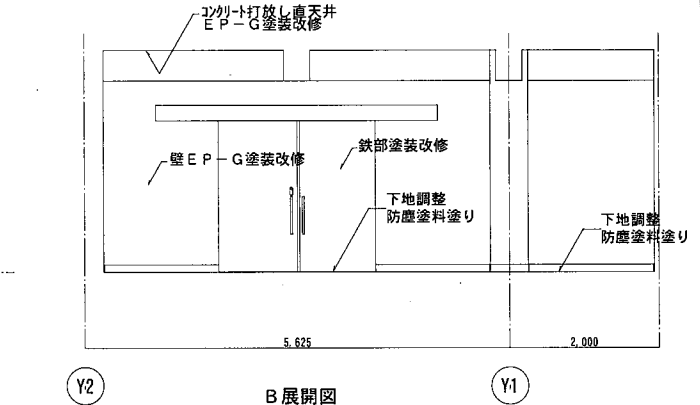 コンクリート打放し直天井
EP-G塗装改修
壁EP-G塗装改修
鉄部塗装改修
下地調整
防塵塗料塗り
下地調整
防塵塗料塗り
5,625
2,000
Y2
Y1
B展開図